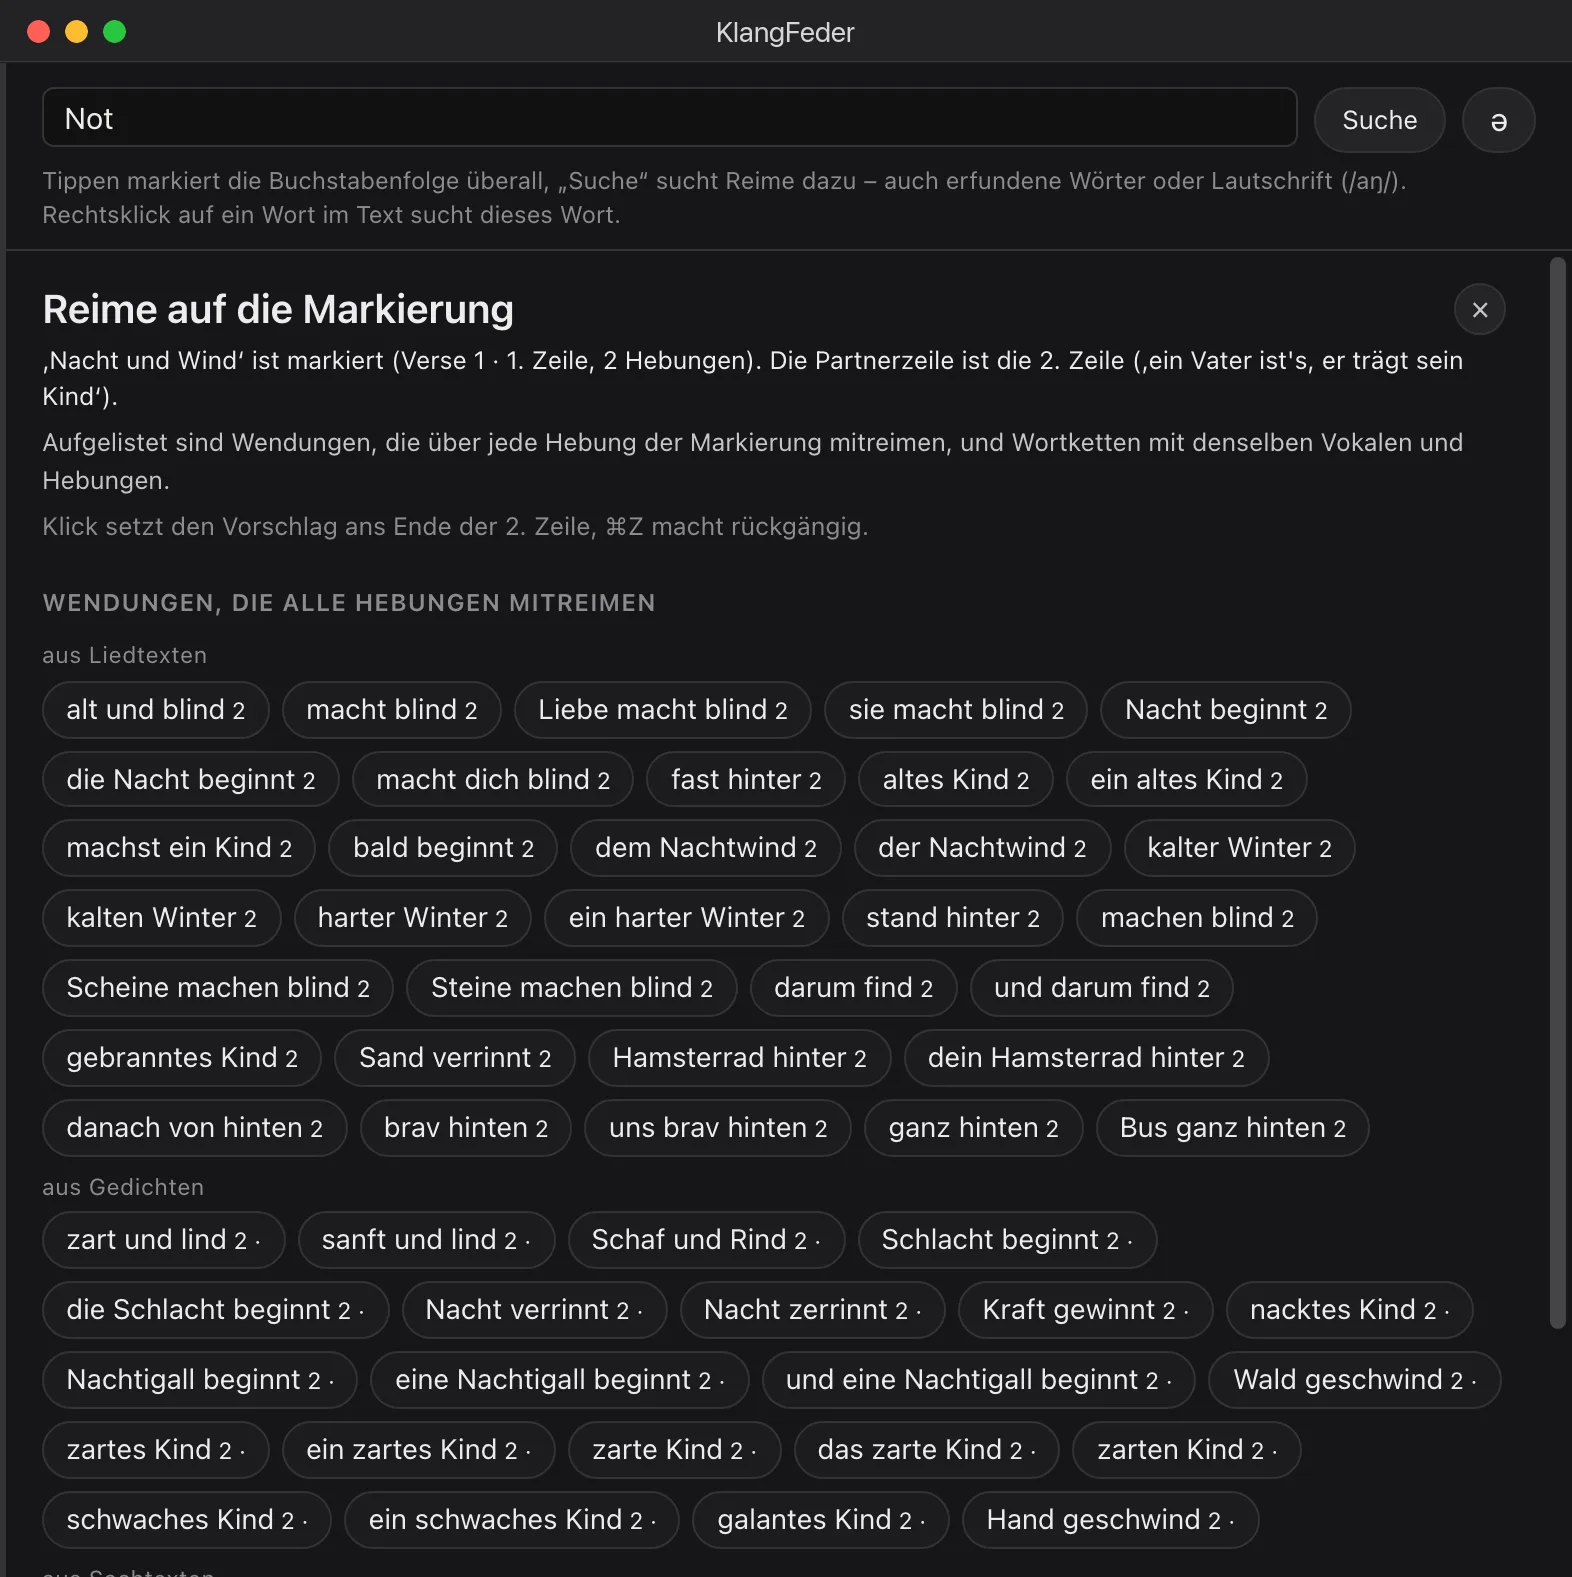 KlangFeder
Not
Suche
ə
Tippen markiert die Buchstabenfolge überall, „Suche“ sucht Reime dazu – auch erfundene Wörter oder Lautschrift (/aŋ/).
Rechtsklick auf ein Wort im Text sucht dieses Wort.
Reime auf die Markierung
×
‚Nacht und Wind‘ ist markiert (Verse 1 · 1. Zeile, 2 Hebungen). Die Partnerzeile ist die 2. Zeile (‚ein Vater ist's, er trägt sein
Kind‘).
Aufgelistet sind Wendungen, die über jede Hebung der Markierung mitreimen, und Wortketten mit denselben Vokalen und
Hebungen.
Klick setzt den Vorschlag ans Ende der 2. Zeile, ⌘Z macht rückgängig.
WENDUNGEN, DIE ALLE HEBUNGEN MITREIMEN
aus Liedtexten
alt und blind 2 macht blind 2 Liebe macht blind 2 sie macht blind 2 Nacht beginnt 2
die Nacht beginnt 2 macht dich blind 2 fast hinter 2 altes Kind 2 ein altes Kind 2
machst ein Kind 2 bald beginnt 2 dem Nachtwind 2 der Nachtwind 2 kalter Winter 2
kalten Winter 2 harter Winter 2 ein harter Winter 2 stand hinter 2 machen blind 2
Scheine machen blind 2 Steine machen blind 2 darum find 2 und darum find 2
gebranntes Kind 2 Sand verrinnt 2 Hamsterrad hinter 2 dein Hamsterrad hinter 2
danach von hinten 2 brav hinten 2 uns brav hinten 2 ganz hinten 2 Bus ganz hinten 2
aus Gedichten
zart und lind 2 · sanft und lind 2 · Schaf und Rind 2 · Schlacht beginnt 2 ·
die Schlacht beginnt 2 · Nacht verrinnt 2 · Nacht zerrinnt 2 · Kraft gewinnt 2 · nacktes Kind 2 ·
Nachtigall beginnt 2 · eine Nachtigall beginnt 2 · und eine Nachtigall beginnt 2 · Wald geschwind 2 ·
zartes Kind 2 · ein zartes Kind 2 · zarte Kind 2 · das zarte Kind 2 · zarten Kind 2 ·
schwaches Kind 2 · ein schwaches Kind 2 · galantes Kind 2 · Hand geschwind 2 ·
aus Sachtexten